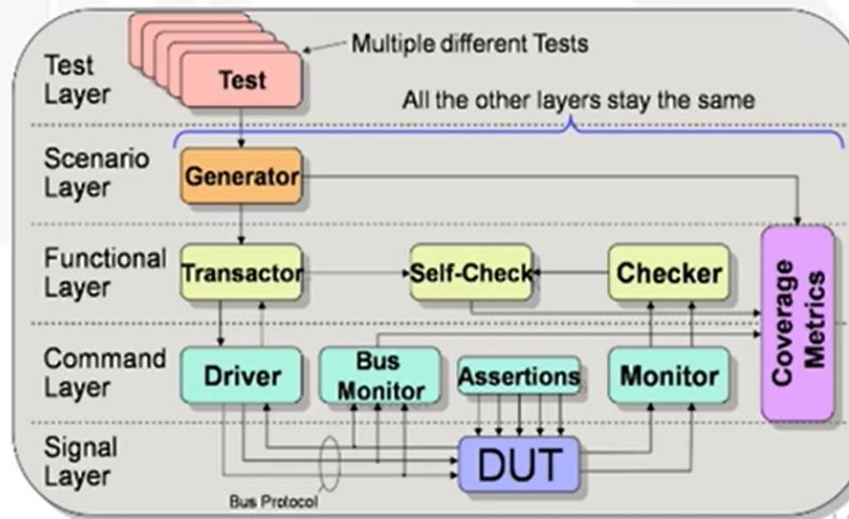 Multiple different Tests
Test
Layer
Test
All the other layers stay the same
Scenario
Layer
Generator
Functional
Layer
Transactor
Self-Check
Checker
Coverage
Metrics
Command
Layer
Driver
Bus
Monitor
Assertions
Monitor
Signal
Layer
DUT
Bus Protocol